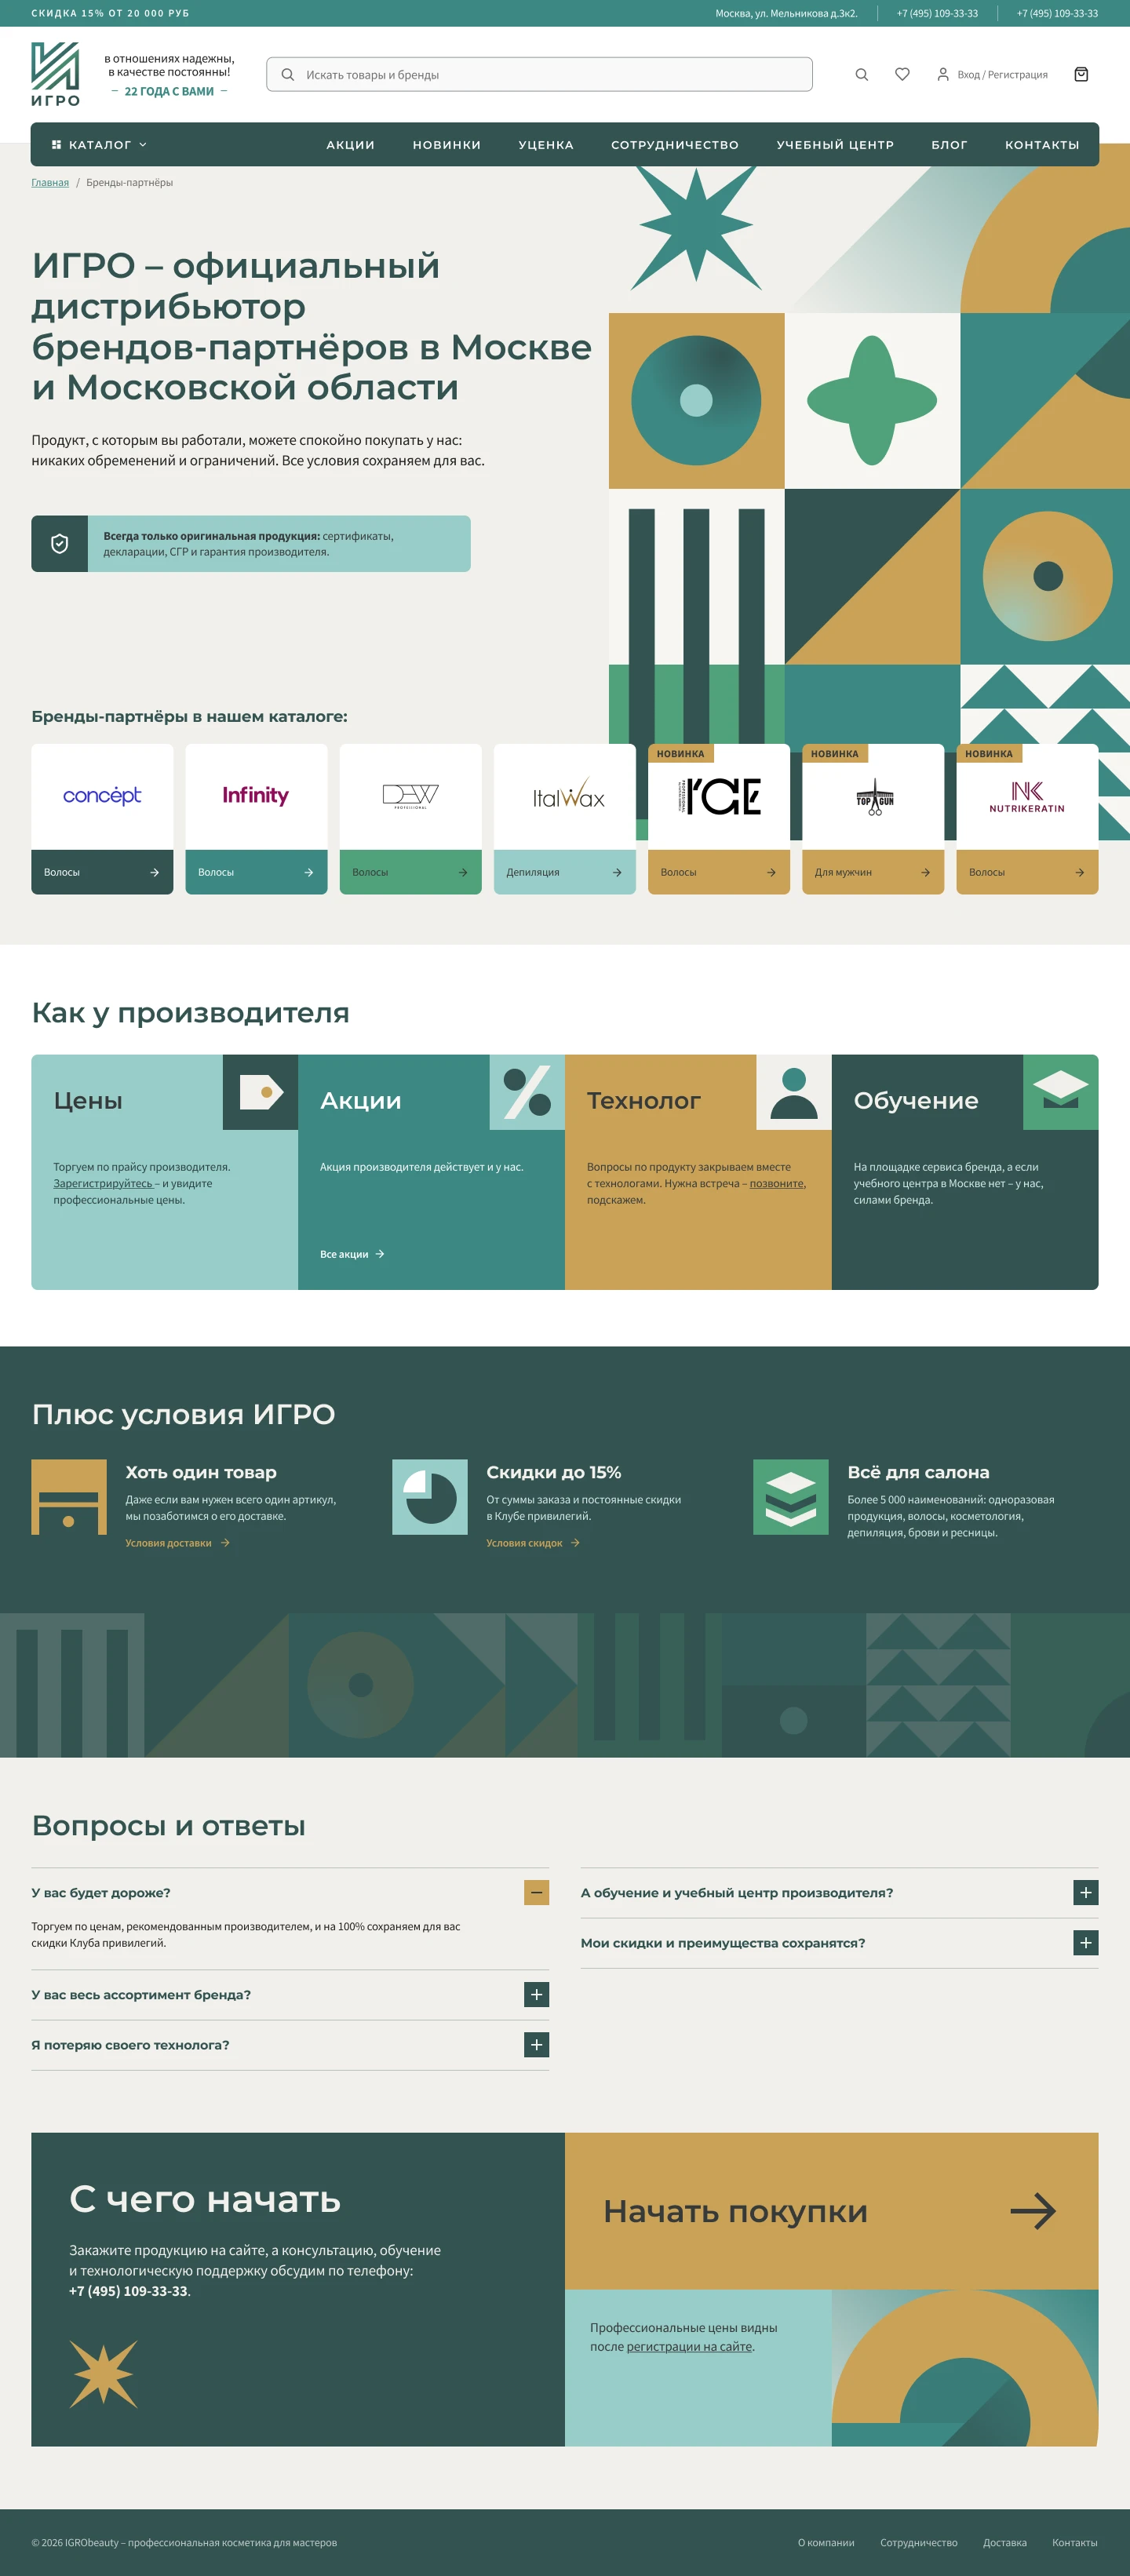 СКИДКА 15% ОТ 20 000 РУБ
Москва, ул. Мельникова д.3к2.
+7 (495) 109-33-33
+7 (495) 109-33-33
ИГРО
в отношениях надежны,
в качестве постоянны!
– 22 ГОДА С ВАМИ –
Искать товары и бренды
Вход / Регистрация
КАТАЛОГ
АКЦИИ
НОВИНКИ
УЦЕНКА
СОТРУДНИЧЕСТВО
УЧЕБНЫЙ ЦЕНТР
БЛОГ
КОНТАКТЫ
Главная / Бренды-партнёры
ИГРО – официальный
дистрибьютор
брендов-партнёров в Москве
и Московской области
Продукт, с которым вы работали, можете спокойно покупать у нас:
никаких обременений и ограничений. Все условия сохраняем для вас.
Всегда только оригинальная продукция: сертификаты,
декларации, СГР и гарантия производителя.
Бренды-партнёры в нашем каталоге:
concépt
Волосы
Infinity
Волосы
DEW
PROFESSIONAL
Волосы
ItalWax
Депиляция
НОВИНКА
Волосы
НОВИНКА
TOP GUN
Для мужчин
НОВИНКА
NK
NUTRIKERATIN
Волосы
Как у производителя
Цены
Торгуем по прайсу производителя.
Зарегистрируйтесь – и увидите
профессиональные цены.
Акции
Акция производителя действует и у нас.
Все акции
Технолог
Вопросы по продукту закрываем вместе
с технологами. Нужна встреча – позвоните,
подскажем.
Обучение
На площадке сервиса бренда, а если
учебного центра в Москве нет – у нас,
силами бренда.
Плюс условия ИГРО
Хоть один товар
Даже если вам нужен всего один артикул,
мы позаботимся о его доставке.
Условия доставки
Скидки до 15%
От суммы заказа и постоянные скидки
в Клубе привилегий.
Условия скидок
Всё для салона
Более 5 000 наименований: одноразовая
продукция, волосы, косметология,
депиляция, брови и ресницы.
Вопросы и ответы
У вас будет дороже?
Торгуем по ценам, рекомендованным производителем, и на 100% сохраняем для вас
скидки Клуба привилегий.
У вас весь ассортимент бренда?
Я потеряю своего технолога?
А обучение и учебный центр производителя?
Мои скидки и преимущества сохранятся?
С чего начать
Закажите продукцию на сайте, а консультацию, обучение
и технологическую поддержку обсудим по телефону:
+7 (495) 109-33-33.
Начать покупки
Профессиональные цены видны
после регистрации на сайте.
© 2026 IGRObeauty – профессиональная косметика для мастеров
О компании
Сотрудничество
Доставка
Контакты